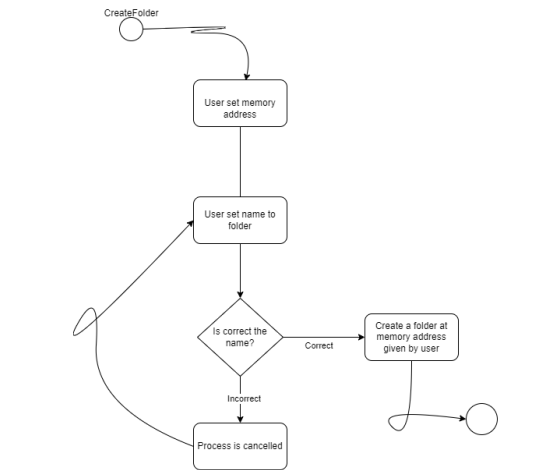 CreateFolder
User set memory
address
User set name to
folder
Is correct the
name?
Correct
Create a folder at
memory address
given by user
Incorrect
Process is cancelled